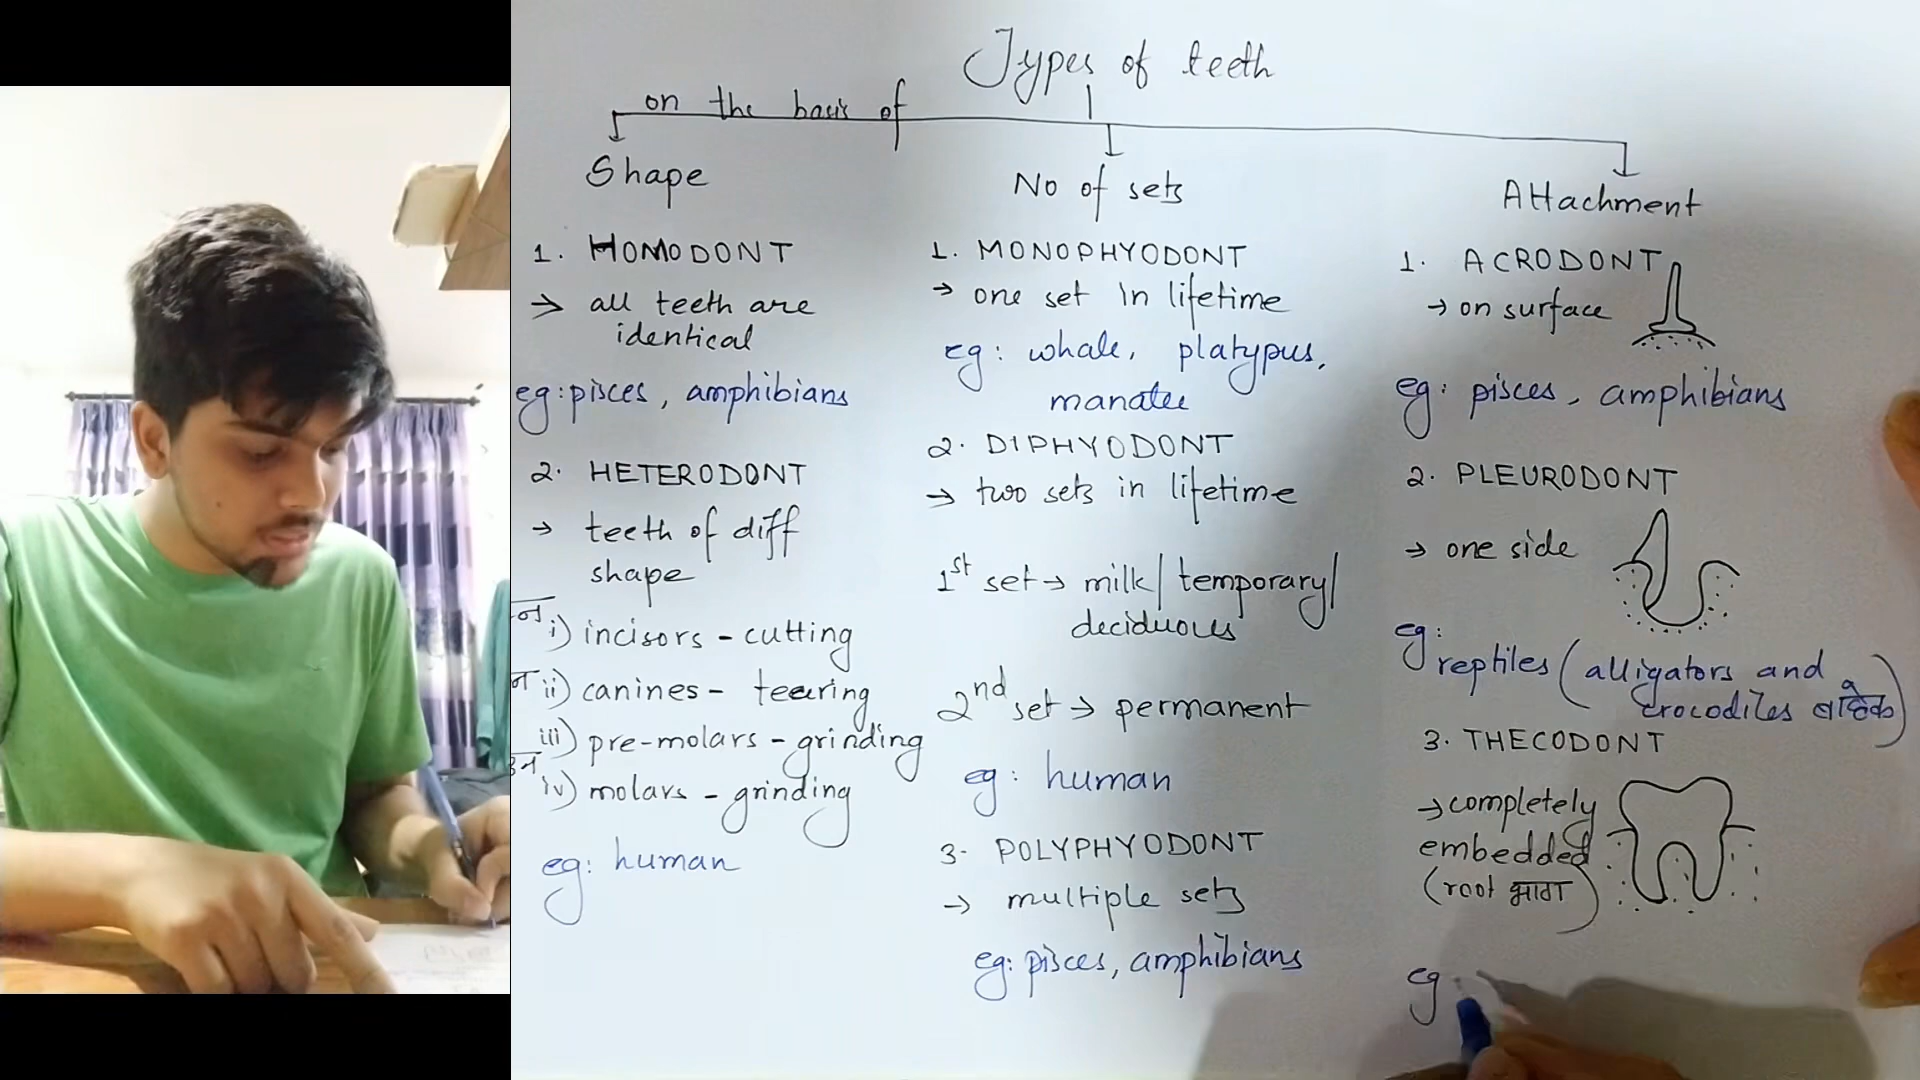 Types of teeth
on the basis of
Shape
1. HOMODONT
→ all teeth are
identical
eg: pisces, amphibians
2. HETERODONT
→ teeth of diff
shape
i) incisors - cutting
ii) canines - tearing
iii) pre-molars - grinding
iv) molars - grinding
eg: human
No of sets
1. MONOPHYODONT
→ one set in lifetime
eg: whale, platypus,
manatee
2. DIPHYODONT
→ two sets in lifetime
1st set → milk/temporary/
deciduous
2nd set → permanent
eg: human
3. POLYPHYODONT
→ multiple sets
eg: pisces, amphibians
Attachment
1. ACRODONT
→ on surface
eg: pisces, amphibians
2. PLEURODONT
→ one side
eg:
reptiles (alligators and
crocodiles बाहेक)
3. THECODONT
→ completely
embedded
(root भाग)
eg